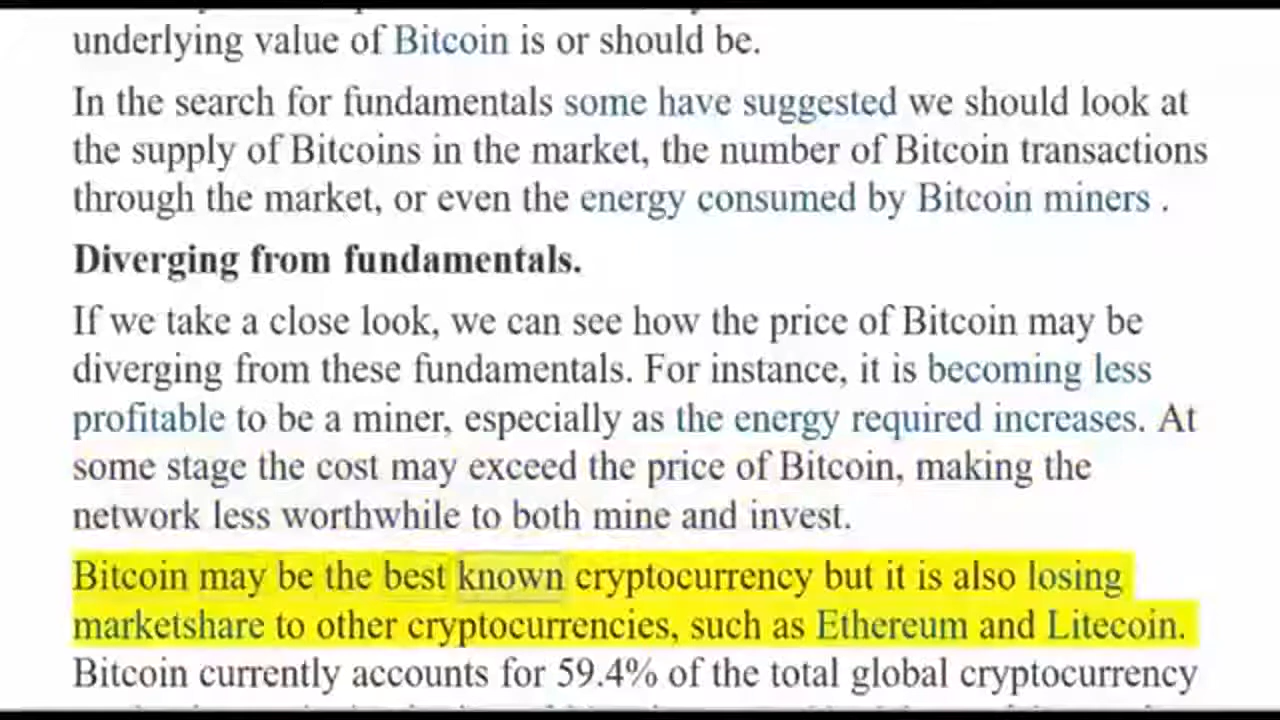 underlying value of Bitcoin is or should be.
In the search for fundamentals some have suggested we should look at
the supply of Bitcoins in the market, the number of Bitcoin transactions
through the market, or even the energy consumed by Bitcoin miners .
Diverging from fundamentals.
If we take a close look, we can see how the price of Bitcoin may be
diverging from these fundamentals. For instance, it is becoming less
profitable to be a miner, especially as the energy required increases. At
some stage the cost may exceed the price of Bitcoin, making the
network less worthwhile to both mine and invest.
Bitcoin may be the best known cryptocurrency but it is also losing
marketshare to other cryptocurrencies, such as Ethereum and Litecoin.
Bitcoin currently accounts for 59.4% of the total global cryptocurrency